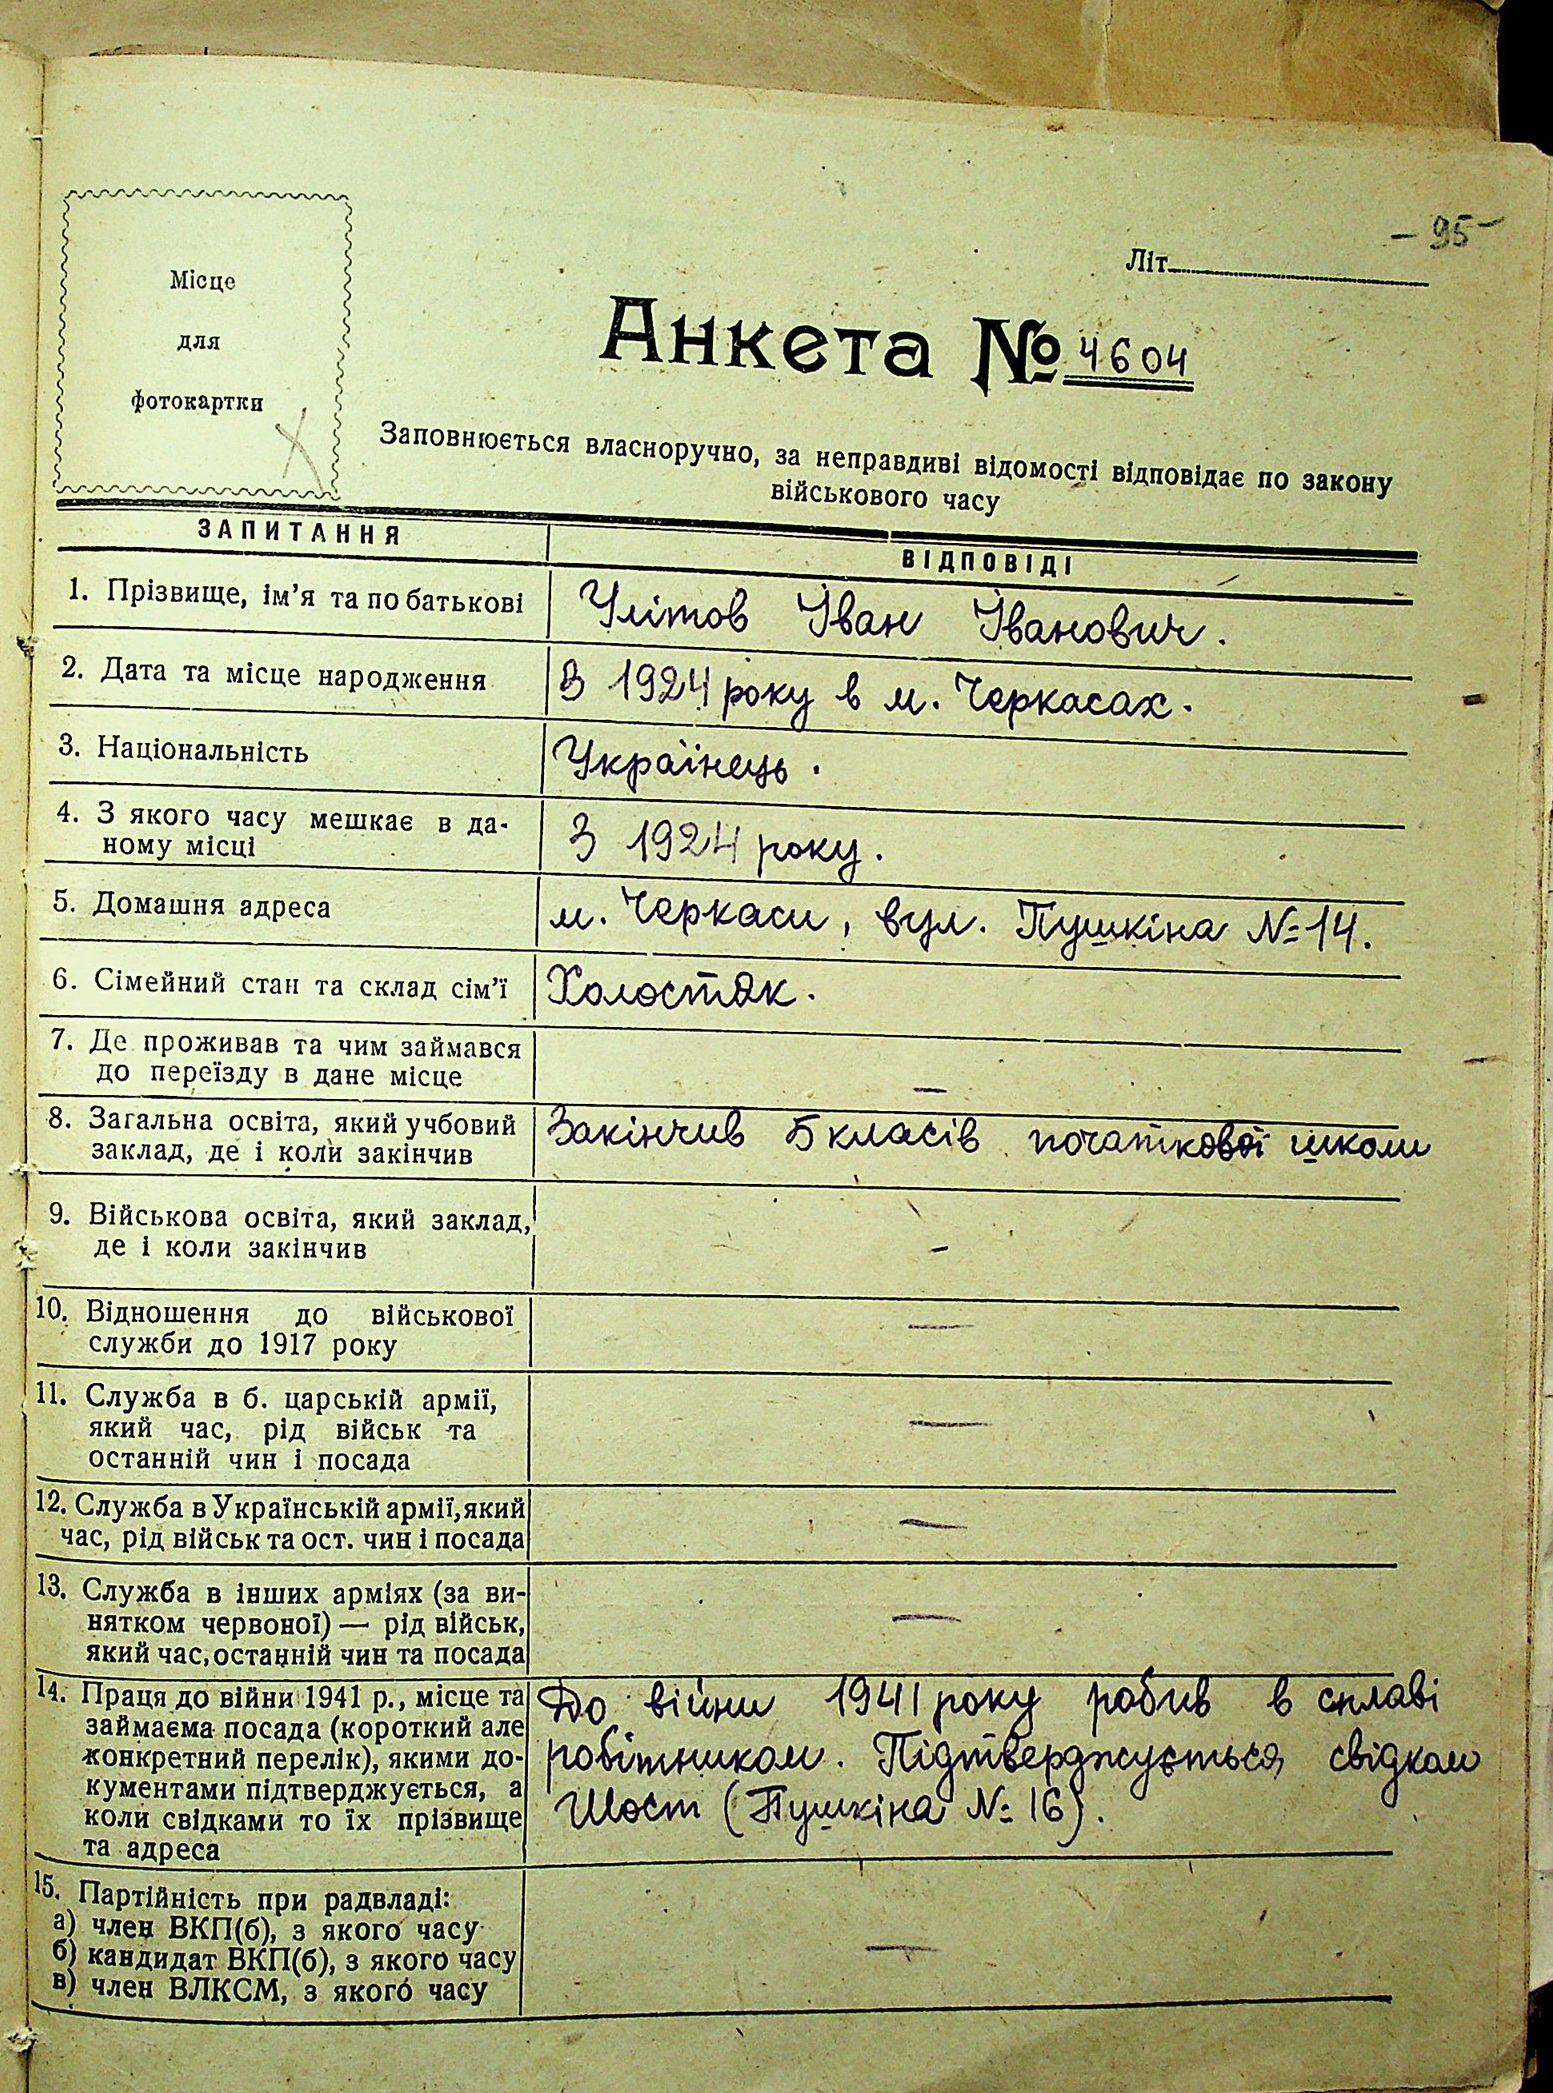 - 95 -
Літ
Місце
для
фотокартки
Анкета № 4604
Заповнюється власноручно, за неправдиві відомості відповідає по закону
військового часу
ЗАПИТАННЯ
ВІДПОВІДІ
1. Прізвище, ім'я та по батькові
Улітов Іван Іванович.
2. Дата та місце народження
В 1924 року в м. Черкасах.
3. Національність
Українець.
4. З якого часу мешкає в да-
ному місці
З 1924 року.
5. Домашня адреса
м. Черкаси, вул. Пушкіна № 14.
6. Сімейний стан та склад сім'ї
Холостяк.
7. Де проживав та чим займався
до переїзду в дане місце
—
8. Загальна освіта, який учбовий
заклад, де і коли закінчив
Закінчив 5 класів початкової школи
9. Військова освіта, який заклад,
де і коли закінчив
-
10. Відношення до військової
служби до 1917 року
—
11. Служба в б. царській армії,
який час, рід військ та
останній чин і посада
—
12. Служба в Українській армії, який
час, рід військ та ост. чин і посада
—
13. Служба в інших арміях (за ви-
нятком червоної) — рід військ,
який час, останній чин та посада
—
14. Праця до війни 1941 р., місце та
займаєма посада (короткий але
конкретний перелік), якими до-
кументами підтверджується, а
коли свідками то їх прізвище
та адреса
До війни 1941 року робив в сплаві
робітником. Підтверджується свідком
Шост (Пушкіна № 16).
15. Партійність при радвладі:
а) член ВКП(б), з якого часу
б) кандидат ВКП(б), з якого часу
в) член ВЛКСМ, з якого часу
—